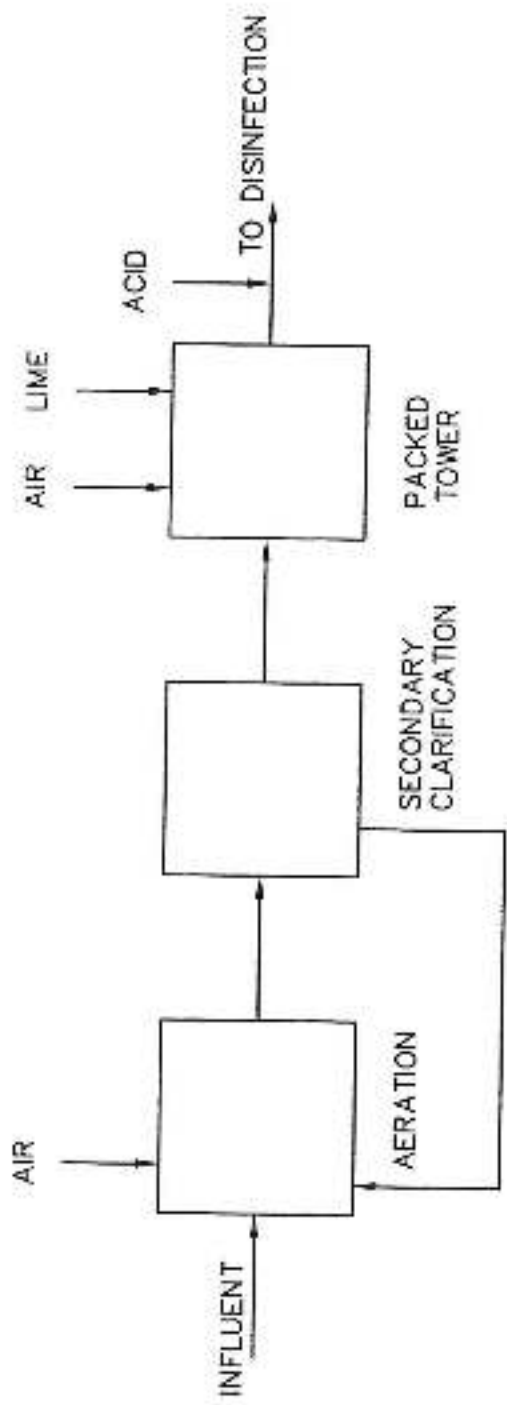 AIR
INFLUENT
AERATION
SECONDARY
CLARIFICATION
AIR
LIME
PACKED
TOWER
ACID
TO DISINFECTION